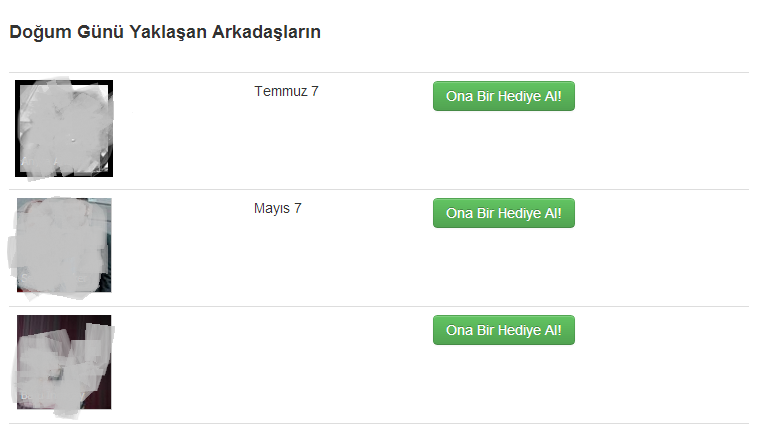 Doğum Günü Yaklaşan Arkadaşların
Temmuz 7
Ona Bir Hediye Al!
Mayıs 7
Ona Bir Hediye Al!
Ona Bir Hediye Al!